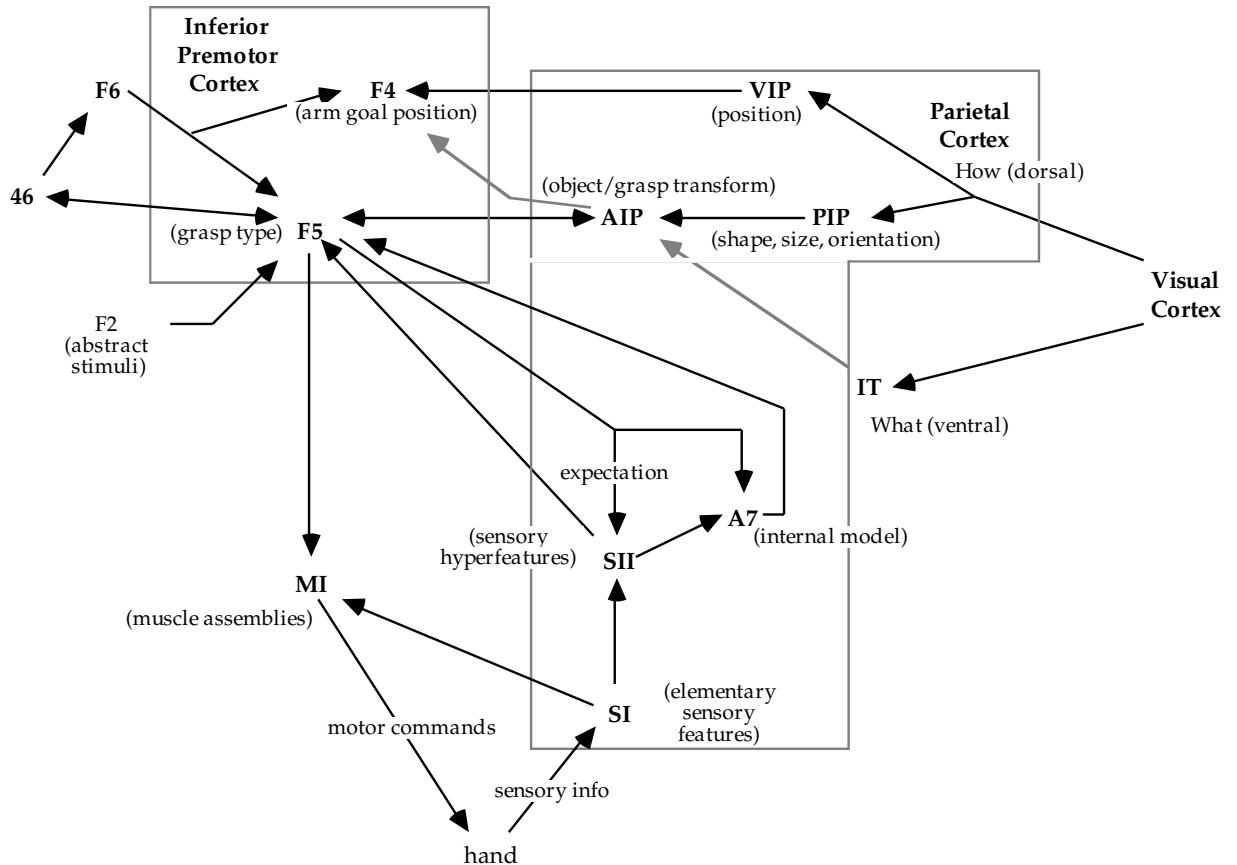 Inferior
Premotor
Cortex
F6
F4
(arm goal position)
VIP
(position)
Parietal
Cortex
How (dorsal)
46
(object/grasp transform)
(grasp type)
F5
AIP
PIP
(shape, size, orientation)
Visual
Cortex
F2
(abstract
stimuli)
IT
What (ventral)
expectation
A7
(internal model)
(sensory
hyperfeatures)
SII
MI
(muscle assemblies)
SI
(elementary
sensory
features)
motor commands
sensory info
hand